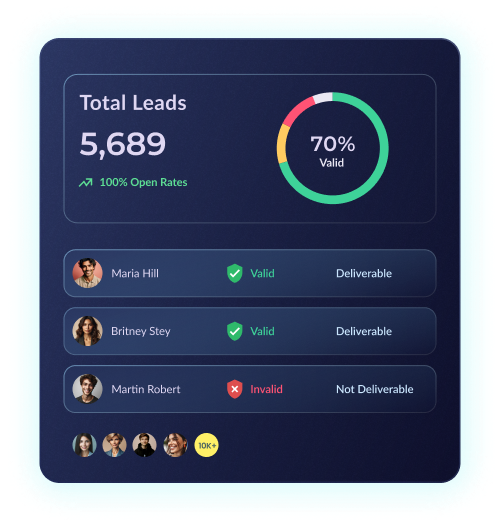 Total Leads
5,689
100% Open Rates
70%
Valid
Maria Hill Valid Deliverable
Britney Stey Valid Deliverable
Martin Robert Invalid Not Deliverable
10K+